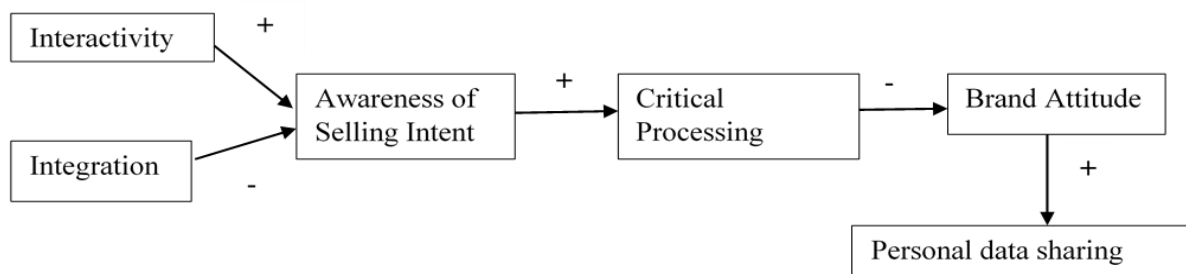 Interactivity
+
Integration
-
Awareness of
Selling Intent
+
Critical
Processing
-
Brand Attitude
+
Personal data sharing